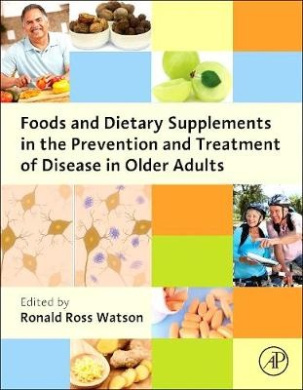 Foods and Dietary Supplements
in the Prevention and Treatment
of Disease in Older Adults
Edited by
Ronald Ross Watson